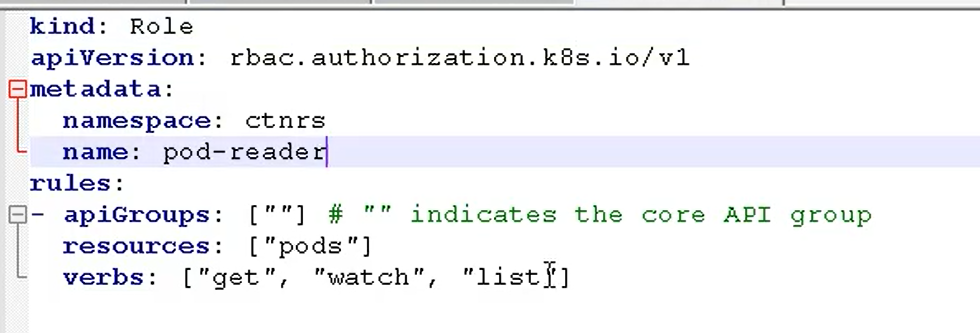 kind: Role
apiVersion: rbac.authorization.k8s.io/v1
metadata:
  namespace: ctnrs
  name: pod-reader
rules:
- apiGroups: [""] # "" indicates the core API group
  resources: ["pods"]
  verbs: ["get", "watch", "list"]